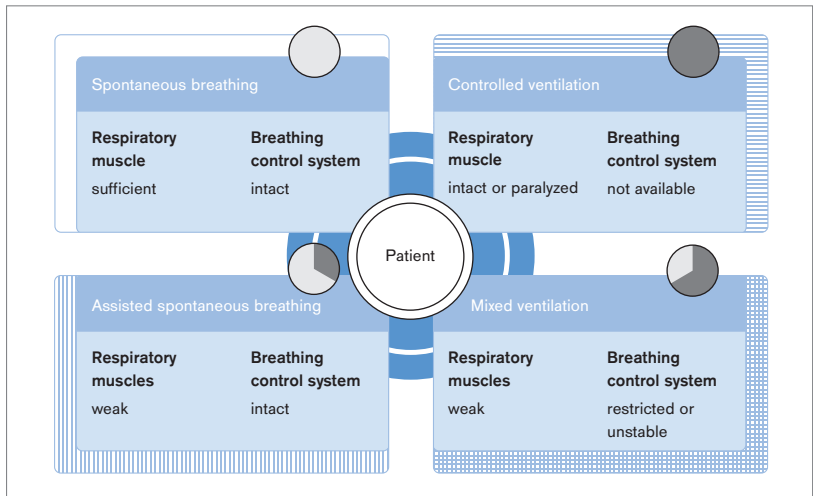 Spontaneous breathing
Respiratory
muscle
sufficient
Breathing
control system
intact
Controlled ventilation
Respiratory
muscle
intact or paralyzed
Breathing
control system
not available
Patient
Assisted spontaneous breathing
Respiratory
muscles
weak
Breathing
control system
intact
Mixed ventilation
Respiratory
muscles
weak
Breathing
control system
restricted or
unstable